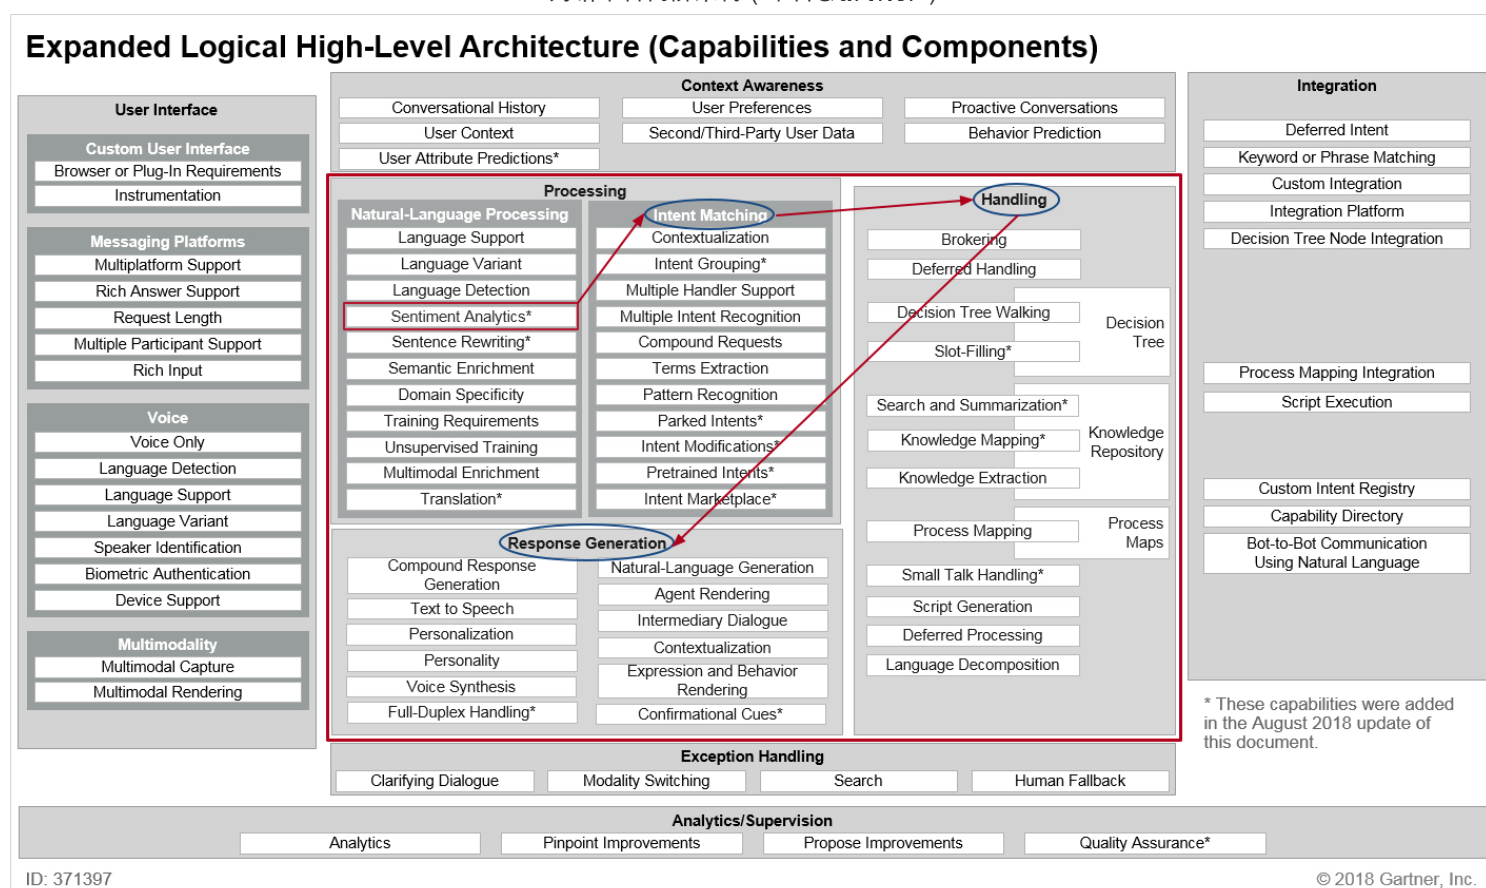 Expanded Logical High-Level Architecture (Capabilities and Components)
User Interface
Custom User Interface
Browser or Plug-In Requirements
Instrumentation
Messaging Platforms
Multiplatform Support
Rich Answer Support
Request Length
Multiple Participant Support
Rich Input
Voice
Voice Only
Language Detection
Language Support
Language Variant
Speaker Identification
Biometric Authentication
Device Support
Multimodality
Multimodal Capture
Multimodal Rendering
Context Awareness
Conversational History
User Preferences
Proactive Conversations
User Context
Second/Third-Party User Data
Behavior Prediction
User Attribute Predictions*
Processing
Natural-Language Processing
Language Support
Language Variant
Language Detection
Sentiment Analytics*
Sentence Rewriting*
Semantic Enrichment
Domain Specificity
Training Requirements
Unsupervised Training
Multimodal Enrichment
Translation*
Intent Matching
Contextualization
Intent Grouping*
Multiple Handler Support
Multiple Intent Recognition
Compound Requests
Terms Extraction
Pattern Recognition
Parked Intents*
Intent Modifications*
Pretrained Intents*
Intent Marketplace*
Response Generation
Compound Response
Generation
Text to Speech
Personalization
Personality
Voice Synthesis
Full-Duplex Handling*
Natural-Language Generation
Agent Rendering
Intermediary Dialogue
Contextualization
Expression and Behavior
Rendering
Confirmational Cues*
Handling
Brokering
Deferred Handling
Decision Tree Walking
Slot-Filling*
Decision
Tree
Search and Summarization*
Knowledge Mapping*
Knowledge Extraction
Knowledge
Repository
Process Mapping
Process
Maps
Small Talk Handling*
Script Generation
Deferred Processing
Language Decomposition
Exception Handling
Clarifying Dialogue
Modality Switching
Search
Human Fallback
Integration
Deferred Intent
Keyword or Phrase Matching
Custom Integration
Integration Platform
Decision Tree Node Integration
Process Mapping Integration
Script Execution
Custom Intent Registry
Capability Directory
Bot-to-Bot Communication
Using Natural Language
* These capabilities were added
in the August 2018 update of
this document.
Analytics/Supervision
Analytics
Pinpoint Improvements
Propose Improvements
Quality Assurance*
ID: 371397
© 2018 Gartner, Inc.